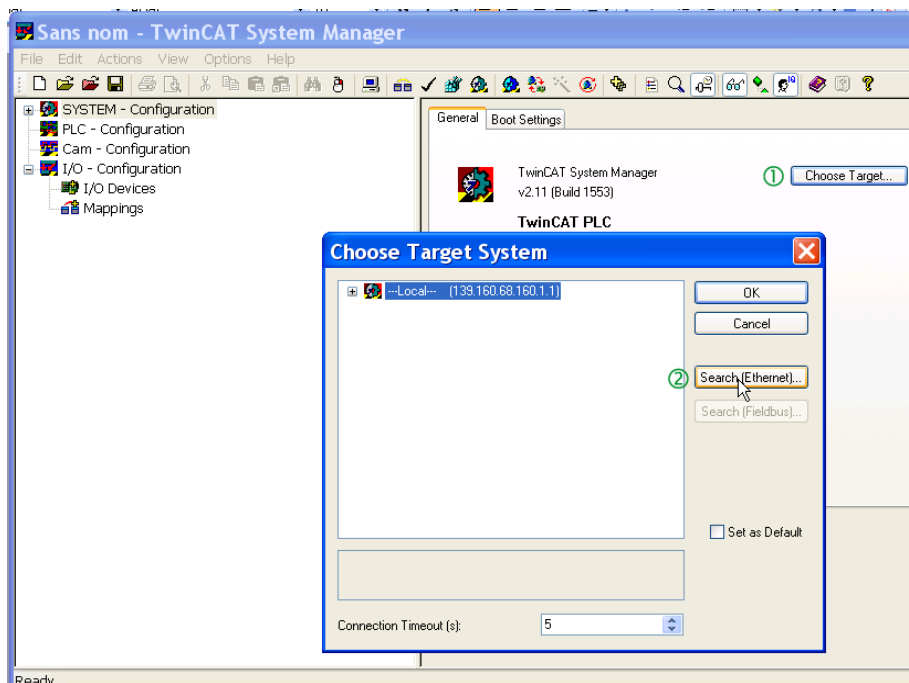 Sans nom - TwinCAT System Manager
File Edit Actions View Options Help
SYSTEM - Configuration
PLC - Configuration
Cam - Configuration
I/O - Configuration
I/O Devices
Mappings
General Boot Settings
TwinCAT System Manager
v2.11 (Build 1553)
TwinCAT PLC
① Choose Target...
Choose Target System
---Local--- (139.160.68.160.1.1)
OK
Cancel
② Search (Ethernet)...
Search (Fieldbus)...
Set as Default
Connection Timeout (s): 5
Ready